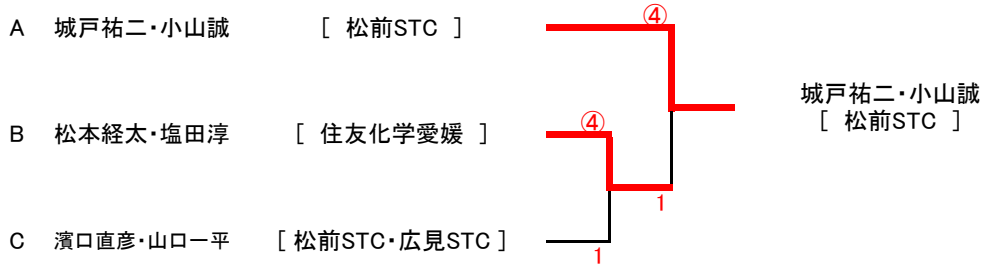 ④
A 城戸祐二・小山誠 [ 松前STC ]
城戸祐二・小山誠
[ 松前STC ]
④
B 松本経太・塩田淳 [ 住友化学愛媛 ]
1
C 濱口直彦・山口一平 [ 松前STC・広見STC ]
1